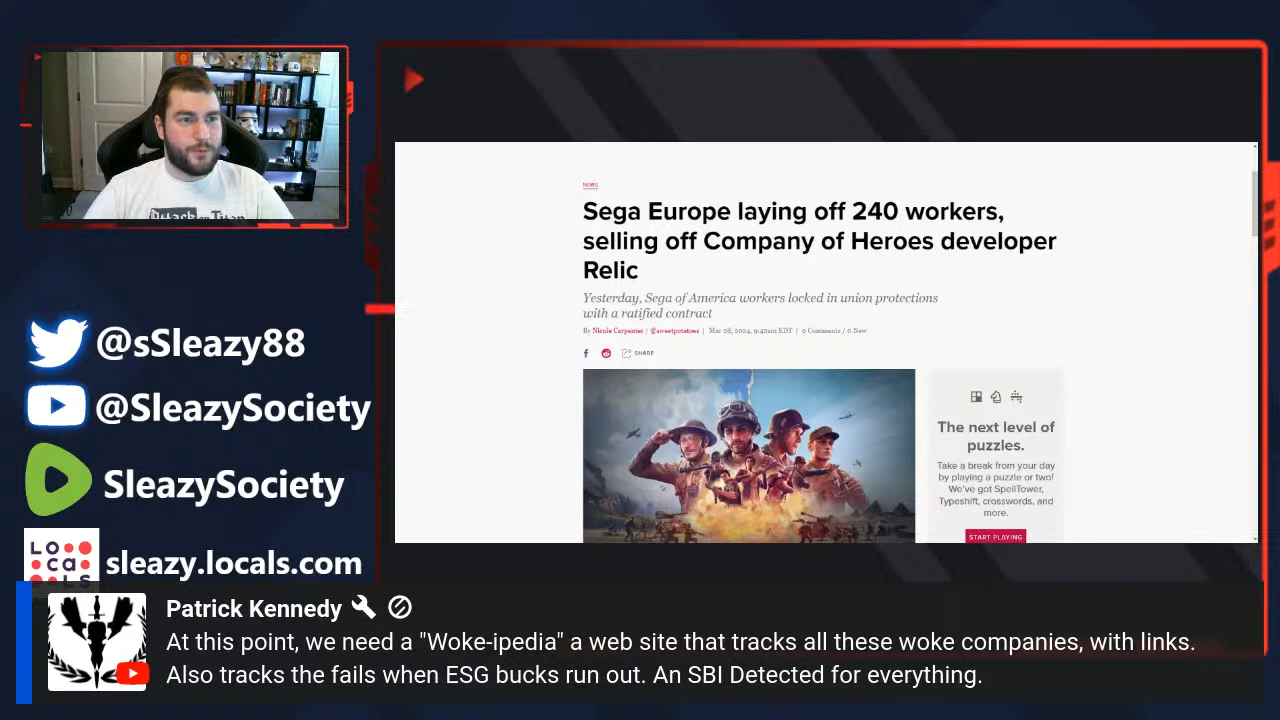 NEWS
Sega Europe laying off 240 workers,
selling off Company of Heroes developer
Relic
Yesterday, Sega of America workers locked in union protections
with a ratified contract
By Nicole Carpenter | @sweetpotatoes | Mar 28, 2024, 9:42am EDT | 0 Comments / 0 New
SHARE
The next level of
puzzles.
Take a break from your day
by playing a puzzle or two!
We've got SpellTower,
Typeshift, crosswords, and
more.
START PLAYING
@sSleazy88
@SleazySociety
SleazySociety
LO
ca
LS
sleazy.locals.com
Patrick Kennedy
At this point, we need a "Woke-ipedia" a web site that tracks all these woke companies, with links.
Also tracks the fails when ESG bucks run out. An SBI Detected for everything.